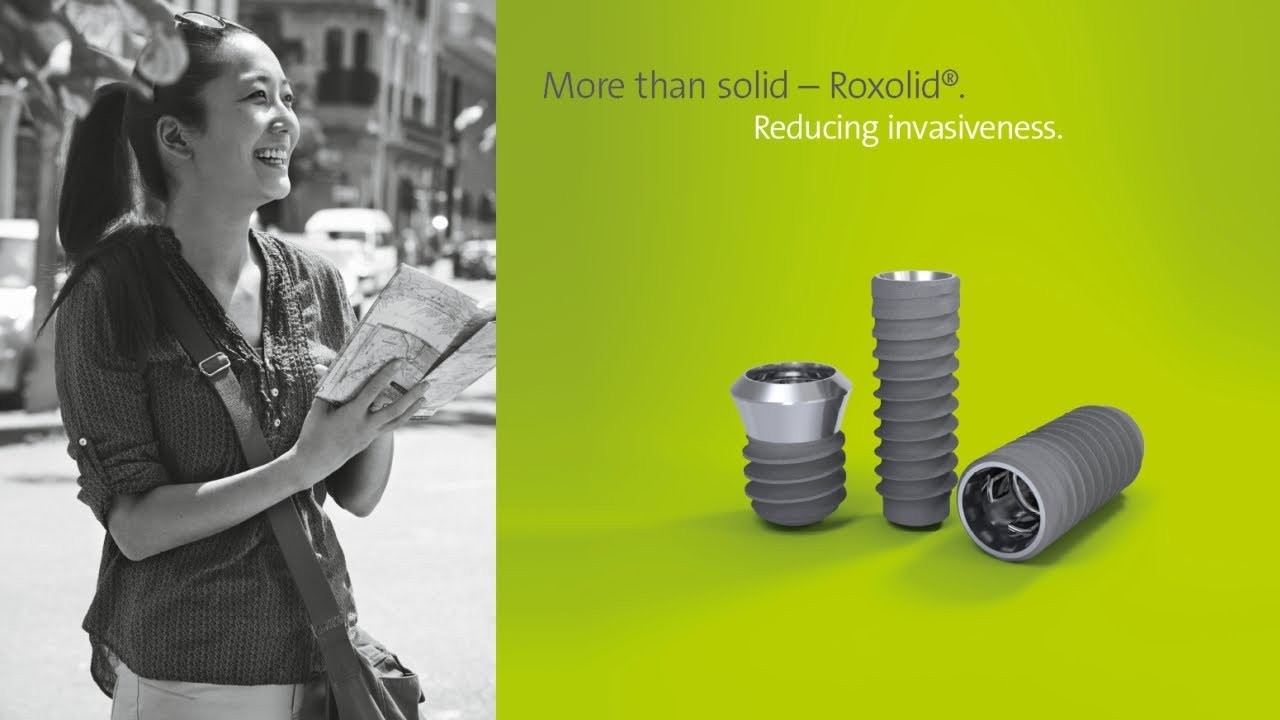 More than solid – Roxolid®.
Reducing invasiveness.